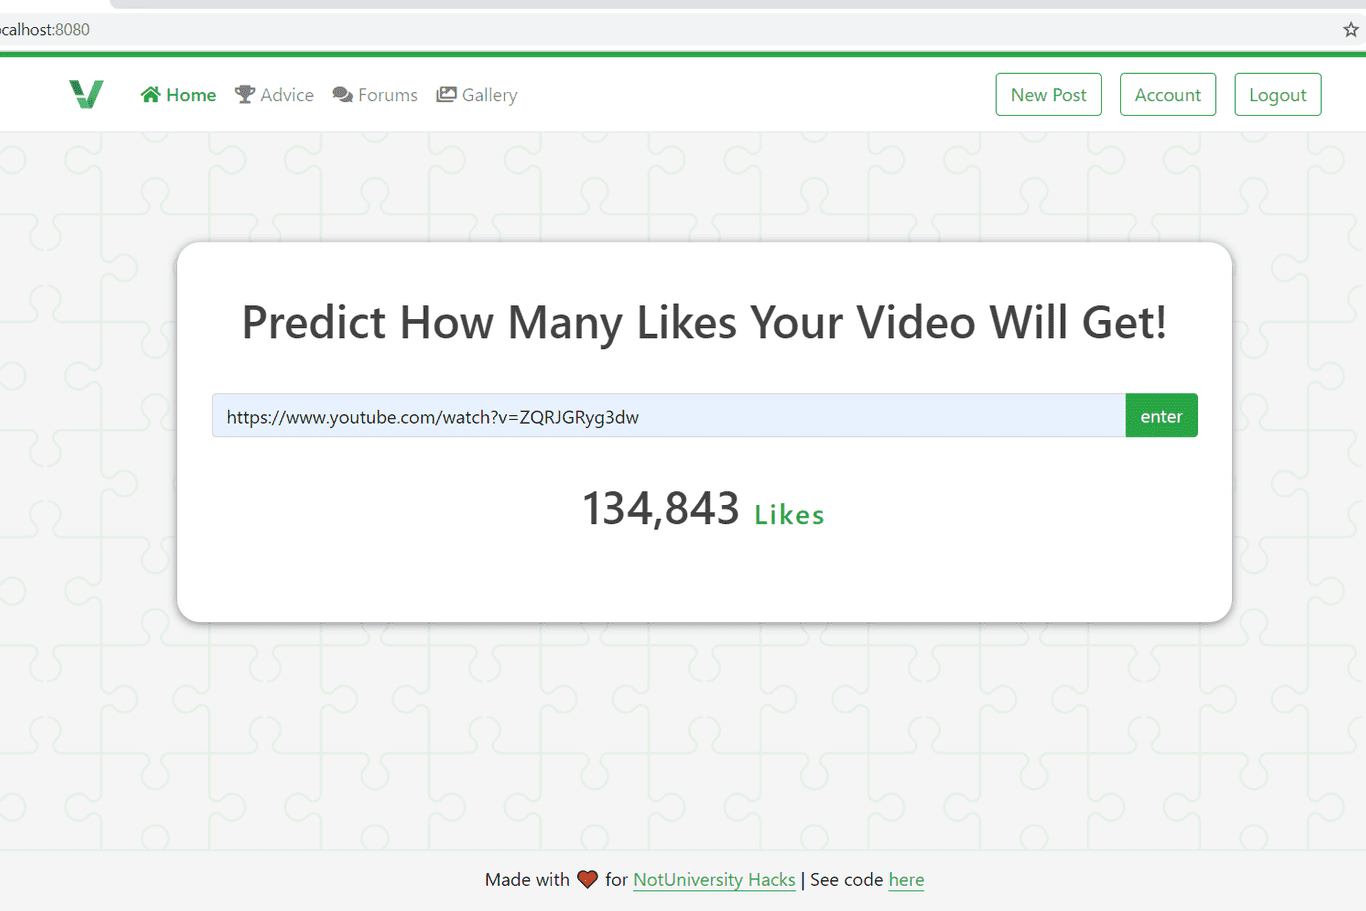 ocalhost:8080
Home Advice Forums Gallery New Post Account Logout
Predict How Many Likes Your Video Will Get!
https://www.youtube.com/watch?v=ZQRJGRyg3dw enter
134,843 Likes
Made with for NotUniversity Hacks | See code here